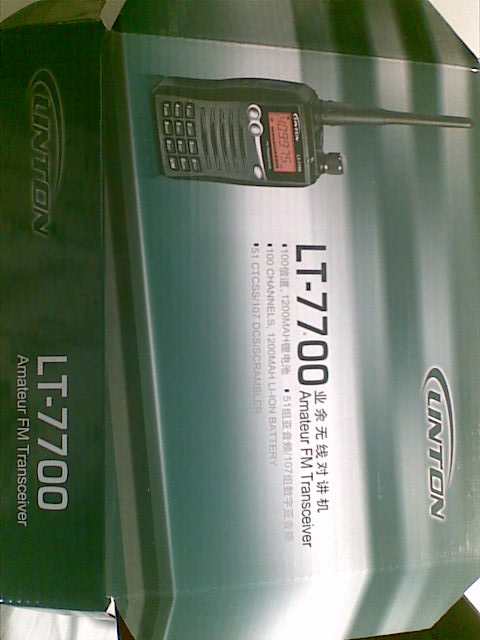 LINTON
LT-7700 业余无线对讲机
Amateur FM Transceiver
▪100信道, 1200MAH锂电池 ▪51组亚音频/107组数字亚音频
▪100 CHANNELS, 1200MAH LI-ION BATTERY
▪51 CTCSS/107 DCS/SCRAMBLER
LINTON
LT-7700
Amateur FM Transceiver